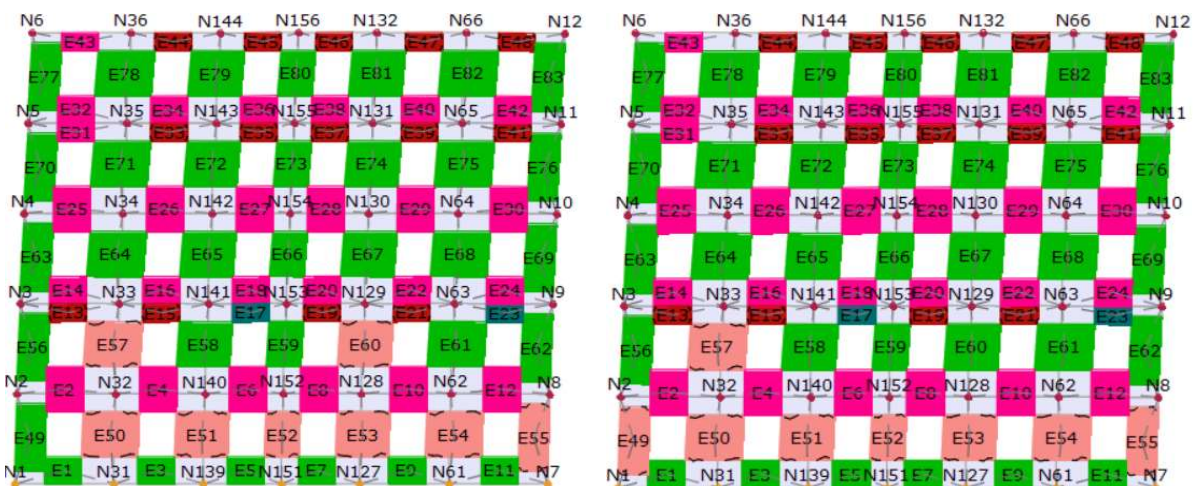 N6 N36 N144 N156 N132 N66 N12
E43 E44 E45 E46 E47 E48
E77 E78 E79 E80 E81 E82 E83
N5 E32 N35 E34 N143 E36 N155 E38 N131 E40 N65 E42 N11
E31 E33 E35 E37 E39 E41
E70 E71 E72 E73 E74 E75 E76
N4 E25 N34 E26 N142 E27 N154 E28 N130 E29 N64 E30 N10
E63 E64 E65 E66 E67 E68 E69
N3 E14 N33 E16 N141 E18 N153 E20 N129 E22 N63 E24 N9
E13 E15 E17 E19 E21 E23
E56 E57 E58 E59 E60 E61 E62
N2 E2 N32 E4 N140 E6 N152 E8 N128 E10 N62 E12 N8
E49 E50 E51 E52 E53 E54 E55
N1 E1 N31 E3 N139 E5 N151 E7 N127 E9 N61 E11 N7
N6 N36 N144 N156 N132 N66 N12
E43 E44 E45 E46 E47 E48
E77 E78 E79 E80 E81 E82 E83
N5 E32 N35 E34 N143 E36 N155 E38 N131 E40 N65 E42 N11
E31 E33 E35 E37 E39 E41
E70 E71 E72 E73 E74 E75 E76
N4 E25 N34 E26 N142 E27 N154 E28 N130 E29 N64 E30 N10
E63 E64 E65 E66 E67 E68 E69
N3 E14 N33 E16 N141 E18 N153 E20 N129 E22 N63 E24 N9
E13 E15 E17 E19 E21 E23
E56 E57 E58 E59 E60 E61 E62
N2 E2 N32 E4 N140 E6 N152 E8 N128 E10 N62 E12 N8
E49 E50 E51 E52 E53 E54 E55
N1 E1 N31 E3 N139 E5 N151 E7 N127 E9 N61 E11 N7